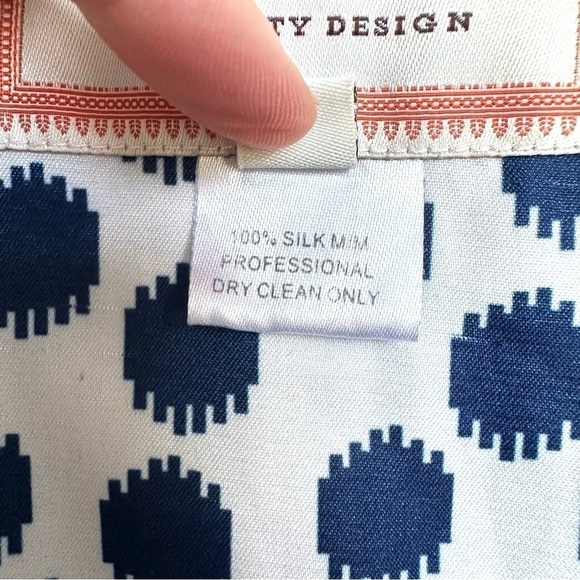 TY DESIGN
100% SILK M/M
PROFESSIONAL
DRY CLEAN ONLY